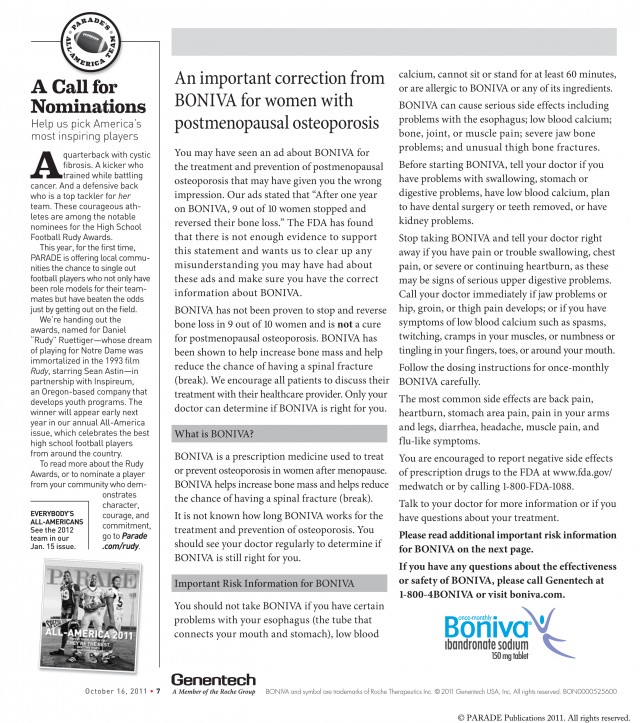 PARADE'S
ALL-AMERICA TEAM
A Call for
Nominations
Help us pick America's
most inspiring players
A quarterback with cystic
fibrosis. A kicker who
trained while battling
cancer. And a defensive back
who is a top tackler for her
team. These courageous ath-
letes are among the notable
nominees for the High School
Football Rudy Awards.
This year, for the first time,
PARADE is offering local commu-
nities the chance to single out
football players who not only have
been role models for their team-
mates but have beaten the odds
just by getting out on the field.
We're handing out the
awards, named for Daniel
"Rudy" Ruettiger—whose dream
of playing for Notre Dame was
immortalized in the 1993 film
Rudy, starring Sean Astin—in
partnership with Inspireum,
an Oregon-based company that
develops youth programs. The
winner will appear early next
year in our annual All-America
issue, which celebrates the best
high school football players
from around the country.
To read more about the Rudy
Awards, or to nominate a player
from your community who dem-
onstrates
character,
courage, and
commitment,
go to Parade
.com/rudy.
EVERYBODY'S
ALL-AMERICANS
See the 2012
team in our
Jan. 15 issue.
PARADE
ALL-AMERICA 2011
October 16, 2011 • 7
An important correction from
BONIVA for women with
postmenopausal osteoporosis
You may have seen an ad about BONIVA for
the treatment and prevention of postmenopausal
osteoporosis that may have given you the wrong
impression. Our ads stated that "After one year
on BONIVA, 9 out of 10 women stopped and
reversed their bone loss." The FDA has found
that there is not enough evidence to support
this statement and wants us to clear up any
misunderstanding you may have had about
these ads and make sure you have the correct
information about BONIVA.
BONIVA has not been proven to stop and reverse
bone loss in 9 out of 10 women and is not a cure
for postmenopausal osteoporosis. BONIVA has
been shown to help increase bone mass and help
reduce the chance of having a spinal fracture
(break). We encourage all patients to discuss their
treatment with their healthcare provider. Only your
doctor can determine if BONIVA is right for you.
What is BONIVA?
BONIVA is a prescription medicine used to treat
or prevent osteoporosis in women after menopause.
BONIVA helps increase bone mass and helps reduce
the chance of having a spinal fracture (break).
It is not known how long BONIVA works for the
treatment and prevention of osteoporosis. You
should see your doctor regularly to determine if
BONIVA is still right for you.
Important Risk Information for BONIVA
You should not take BONIVA if you have certain
problems with your esophagus (the tube that
connects your mouth and stomach), low blood
calcium, cannot sit or stand for at least 60 minutes,
or are allergic to BONIVA or any of its ingredients.
BONIVA can cause serious side effects including
problems with the esophagus; low blood calcium;
bone, joint, or muscle pain; severe jaw bone
problems; and unusual thigh bone fractures.
Before starting BONIVA, tell your doctor if you
have problems with swallowing, stomach or
digestive problems, have low blood calcium, plan
to have dental surgery or teeth removed, or have
kidney problems.
Stop taking BONIVA and tell your doctor right
away if you have pain or trouble swallowing, chest
pain, or severe or continuing heartburn, as these
may be signs of serious upper digestive problems.
Call your doctor immediately if jaw problems or
hip, groin, or thigh pain develops; or if you have
symptoms of low blood calcium such as spasms,
twitching, cramps in your muscles, or numbness or
tingling in your fingers, toes, or around your mouth.
Follow the dosing instructions for once-monthly
BONIVA carefully.
The most common side effects are back pain,
heartburn, stomach area pain, pain in your arms
and legs, diarrhea, headache, muscle pain, and
flu-like symptoms.
You are encouraged to report negative side effects
of prescription drugs to the FDA at www.fda.gov/
medwatch or by calling 1-800-FDA-1088.
Talk to your doctor for more information or if you
have questions about your treatment.
Please read additional important risk information
for BONIVA on the next page.
If you have any questions about the effectiveness
or safety of BONIVA, please call Genentech at
1-800-4BONIVA or visit boniva.com.
once-monthly
Boniva®
ibandronate sodium
150 mg tablet
Genentech
A Member of the Roche Group
BONIVA and symbol are trademarks of Roche Therapeutics Inc. © 2011 Genentech USA, Inc. All rights reserved. BON0000525600
© PARADE Publications 2011. All rights reserved.